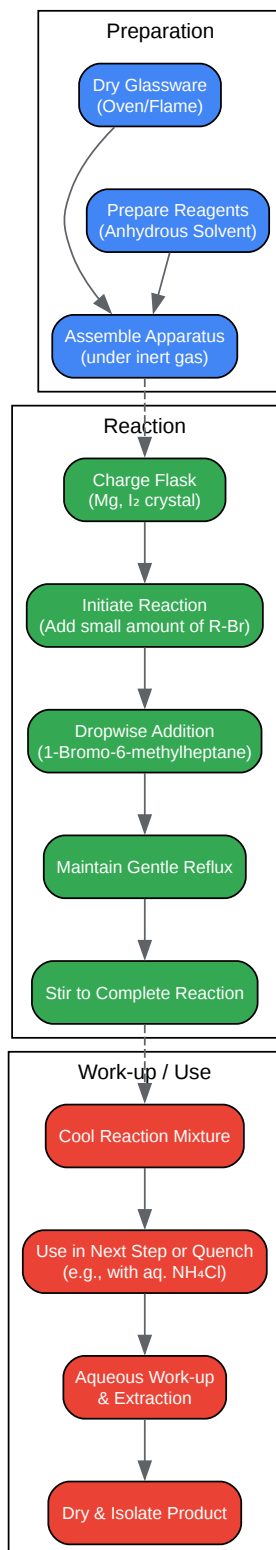 Preparation
Dry Glassware
(Oven/Flame)
Prepare Reagents
(Anhydrous Solvent)
Assemble Apparatus
(under inert gas)
Reaction
Charge Flask
(Mg, I₂ crystal)
Initiate Reaction
(Add small amount of R-Br)
Dropwise Addition
(1-Bromo-6-methylheptane)
Maintain Gentle Reflux
Stir to Complete Reaction
Work-up / Use
Cool Reaction Mixture
Use in Next Step or Quench
(e.g., with aq. NH₄Cl)
Aqueous Work-up
& Extraction
Dry & Isolate Product